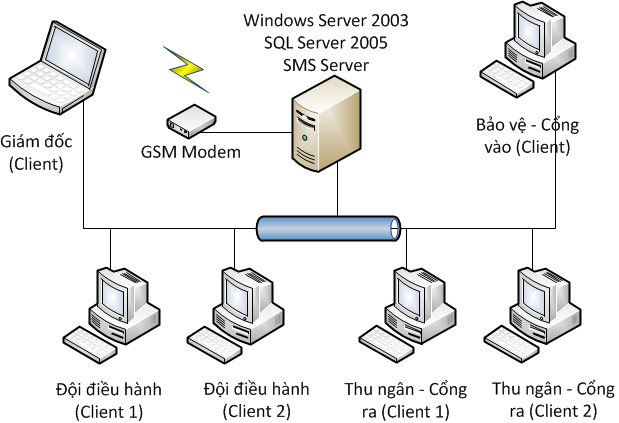 Windows Server 2003
SQL Server 2005
SMS Server
Giám đốc
(Client)
GSM Modem
Bảo vệ - Cổng
vào (Client)
Đội điều hành
(Client 1)
Đội điều hành
(Client 2)
Thu ngân - Cổng
ra (Client 1)
Thu ngân - Cổng
ra (Client 2)